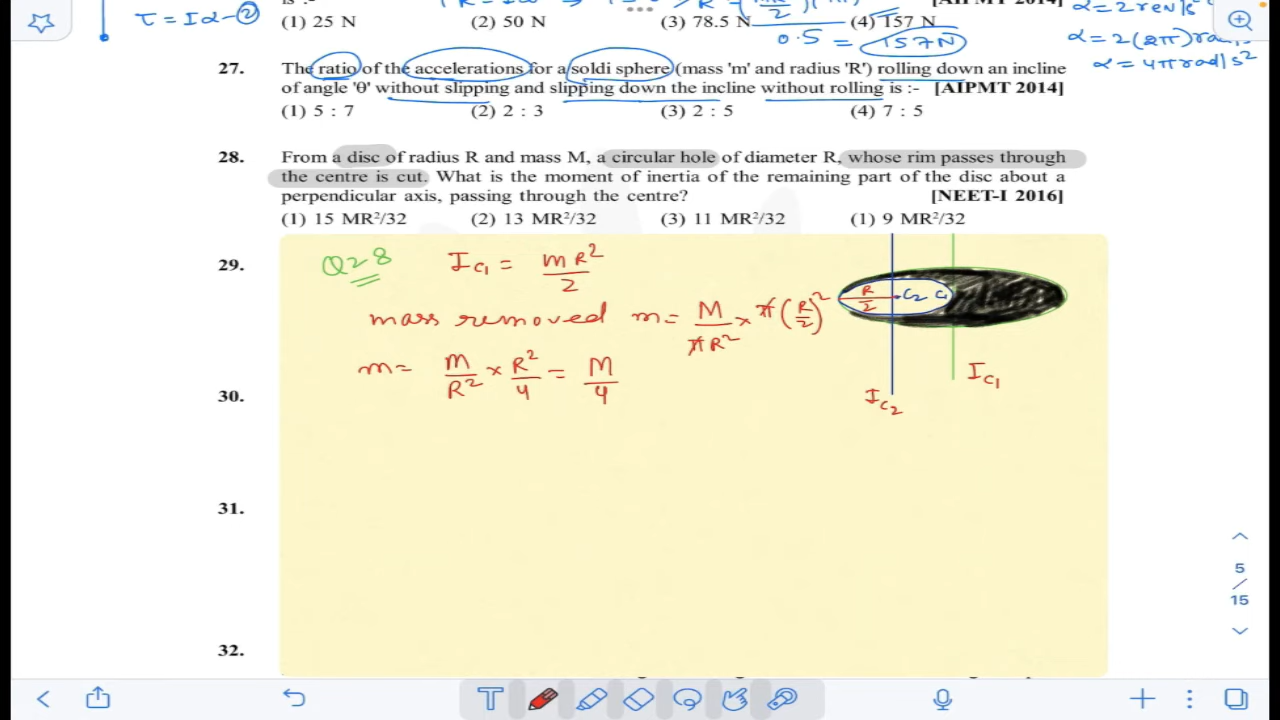 τ = Iα - ②
(1) 25 N (2) 50 N (3) 78.5 N (4) 157 N
0.5 = 157N
α = 4π rad/s²
27. The ratio of the accelerations for a soldi sphere (mass 'm' and radius 'R') rolling down an incline
of angle 'θ' without slipping and slipping down the incline without rolling is :- [AIPMT 2014]
(1) 5 : 7 (2) 2 : 3 (3) 2 : 5 (4) 7 : 5
28. From a disc of radius R and mass M, a circular hole of diameter R, whose rim passes through
the centre is cut. What is the moment of inertia of the remaining part of the disc about a
perpendicular axis, passing through the centre? [NEET-I 2016]
(1) 15 MR²/32 (2) 13 MR²/32 (3) 11 MR²/32 (1) 9 MR²/32
29. Q28 I_C₁ = mR²/2
mass removed m = M/πR² × π(R/2)²
R/2 C₂ C₁
m = M/R² × R²/4 = M/4
I_C₁
30. I_C₂
31.
32.
5
/
15
T